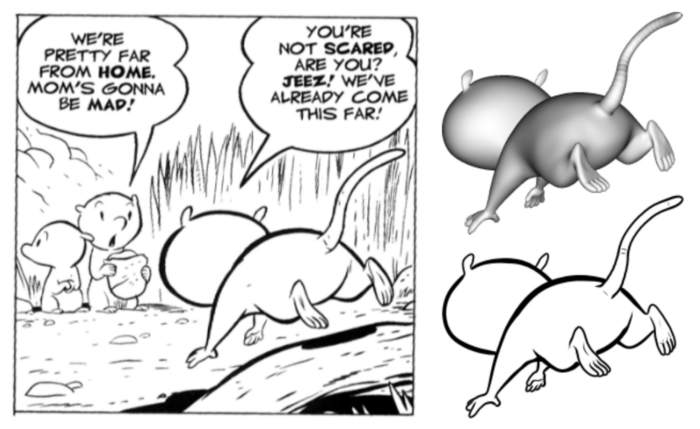 WE'RE
PRETTY FAR
FROM HOME.
MOM'S GONNA
BE MAD!
YOU'RE
NOT SCARED,
ARE YOU?
JEEZ! WE'VE
ALREADY COME
THIS FAR!